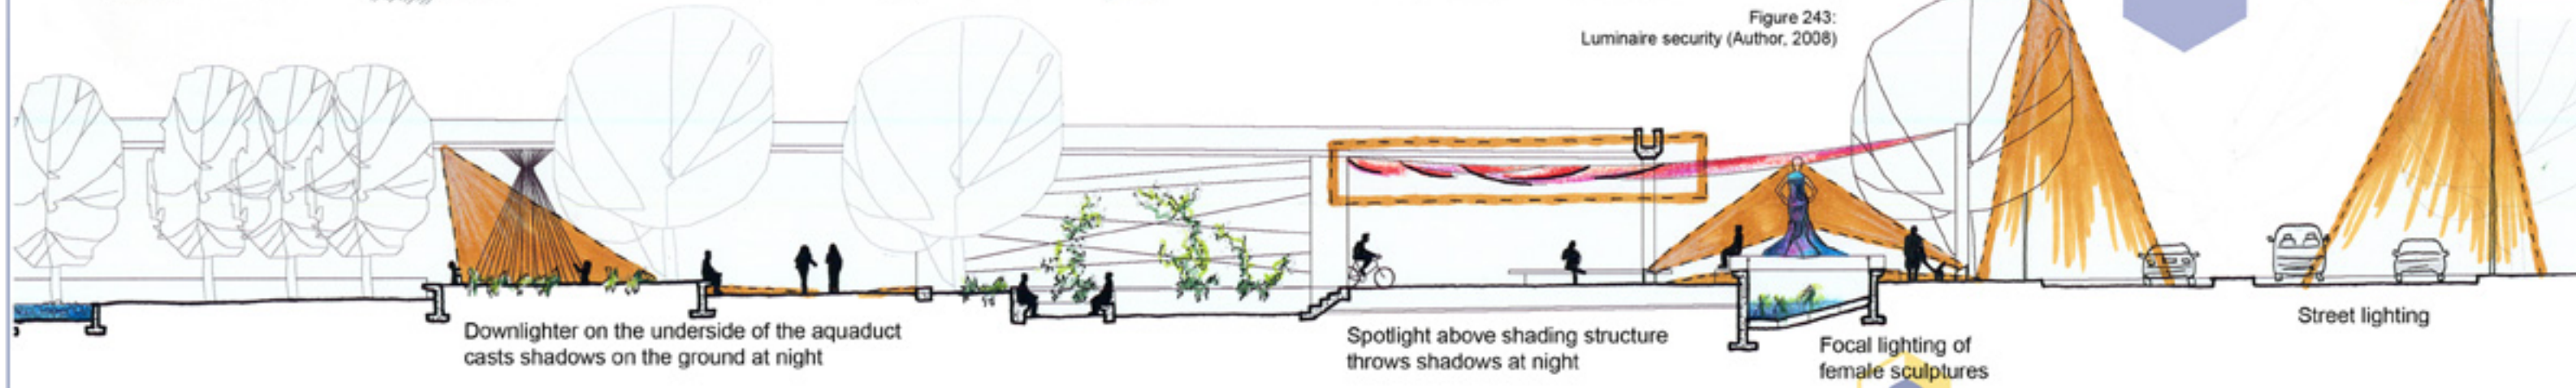 Figure 243:
Luminaire security (Author, 2008)
Downlighter on the underside of the aquaduct
casts shadows on the ground at night
Spotlight above shading structure
throws shadows at night
Focal lighting of
female sculptures
Street lighting